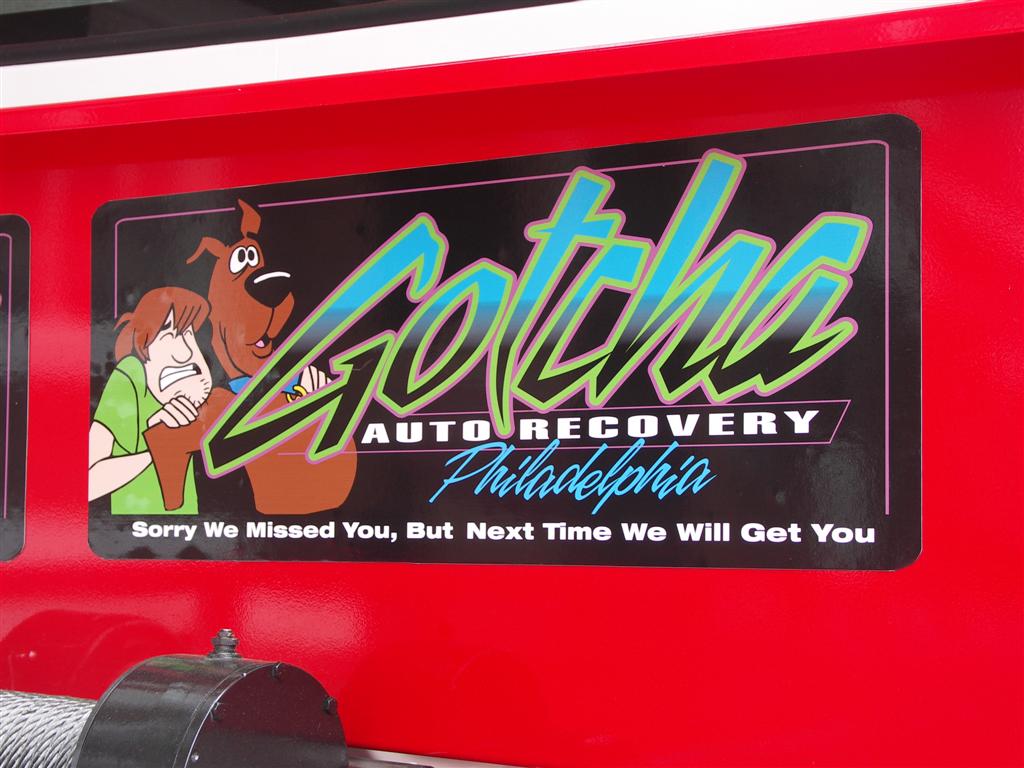 Gotcha
AUTO RECOVERY
Philadelphia
Sorry We Missed You, But Next Time We Will Get You